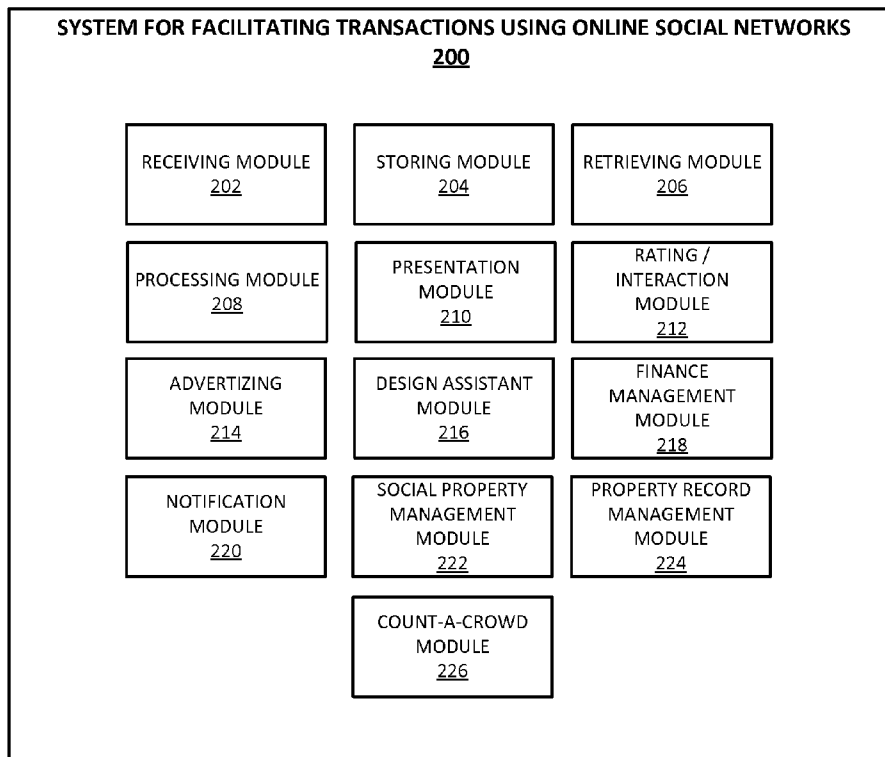 SYSTEM FOR FACILITATING TRANSACTIONS USING ONLINE SOCIAL NETWORKS
200
RECEIVING MODULE
202
STORING MODULE
204
RETRIEVING MODULE
206
PROCESSING MODULE
208
PRESENTATION
MODULE
210
RATING /
INTERACTION
MODULE
212
ADVERTIZING
MODULE
214
DESIGN ASSISTANT
MODULE
216
FINANCE
MANAGEMENT
MODULE
218
NOTIFICATION
MODULE
220
SOCIAL PROPERTY
MANAGEMENT
MODULE
222
PROPERTY RECORD
MANAGEMENT
MODULE
224
COUNT-A-CROWD
MODULE
226